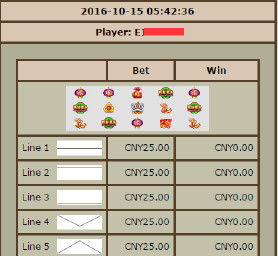 2016-10-15 05:42:36
Player: E
Bet Win
Line 1 CNY25.00 CNY0.00
Line 2 CNY25.00 CNY0.00
Line 3 CNY25.00 CNY0.00
Line 4 CNY25.00 CNY0.00
Line 5 CNY25.00 CNY0.00